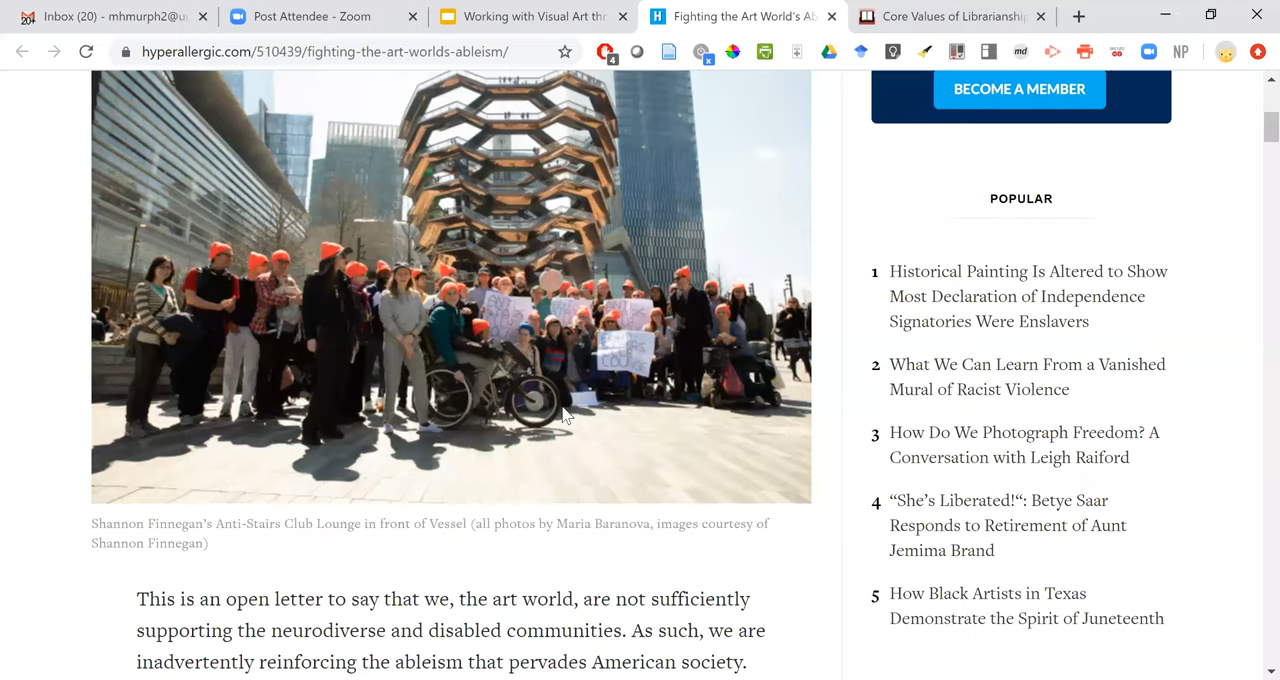 Inbox (20) - mhmurph2@u
Post Attendee - Zoom
Working with Visual Art thr
Fighting the Art World's Ab
Core Values of Librarianship
hyperallergic.com/510439/fighting-the-art-worlds-ableism/
BECOME A MEMBER
POPULAR
1 Historical Painting Is Altered to Show
Most Declaration of Independence
Signatories Were Enslavers
2 What We Can Learn From a Vanished
Mural of Racist Violence
3 How Do We Photograph Freedom? A
Conversation with Leigh Raiford
4 “She’s Liberated!“: Betye Saar
Responds to Retirement of Aunt
Jemima Brand
5 How Black Artists in Texas
Demonstrate the Spirit of Juneteenth
Shannon Finnegan’s Anti-Stairs Club Lounge in front of Vessel (all photos by Maria Baranova, images courtesy of
Shannon Finnegan)
This is an open letter to say that we, the art world, are not sufficiently
supporting the neurodiverse and disabled communities. As such, we are
inadvertently reinforcing the ableism that pervades American society.